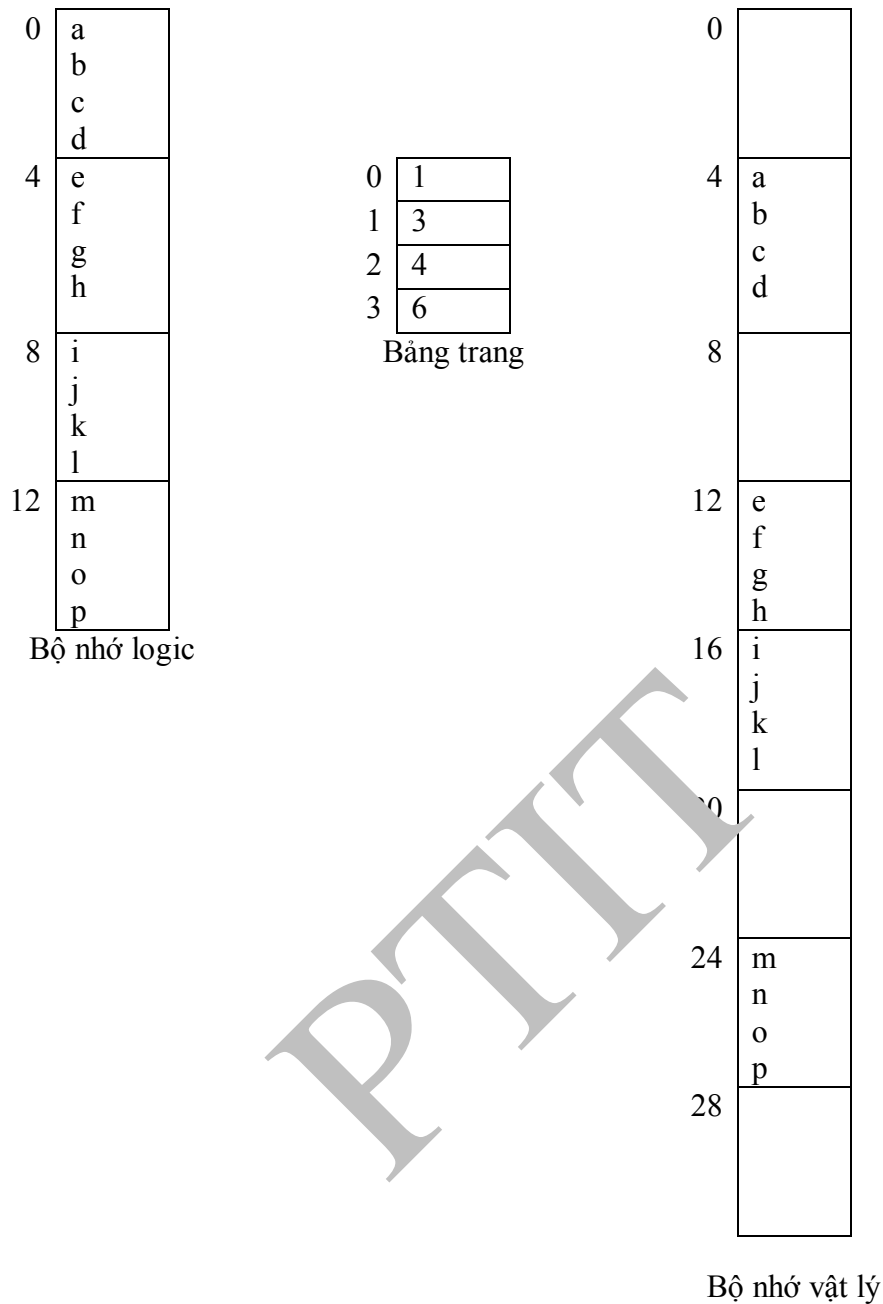 0 a
b
c
d
4 e
f
g
h
8 i
j
k
l
12 m
n
o
p
Bộ nhớ logic
0 1
1 3
2 4
3 6
Bảng trang
0
4 a
b
c
d
8
12 e
f
g
h
16 i
j
k
l
24 m
n
o
p
28
Bộ nhớ vật lý
PTIT